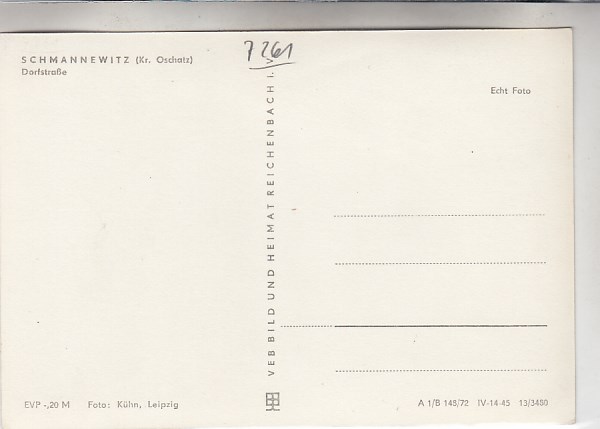 SCHMANNEWITZ (Kr. Oschatz)
Dorfstraße
7261
Echt Foto
VEB BILD UND HEIMAT REICHENBACH i. V.
EVP -,20 M Foto: Kühn, Leipzig
A 1/B 148/72 IV-14-45 13/3480